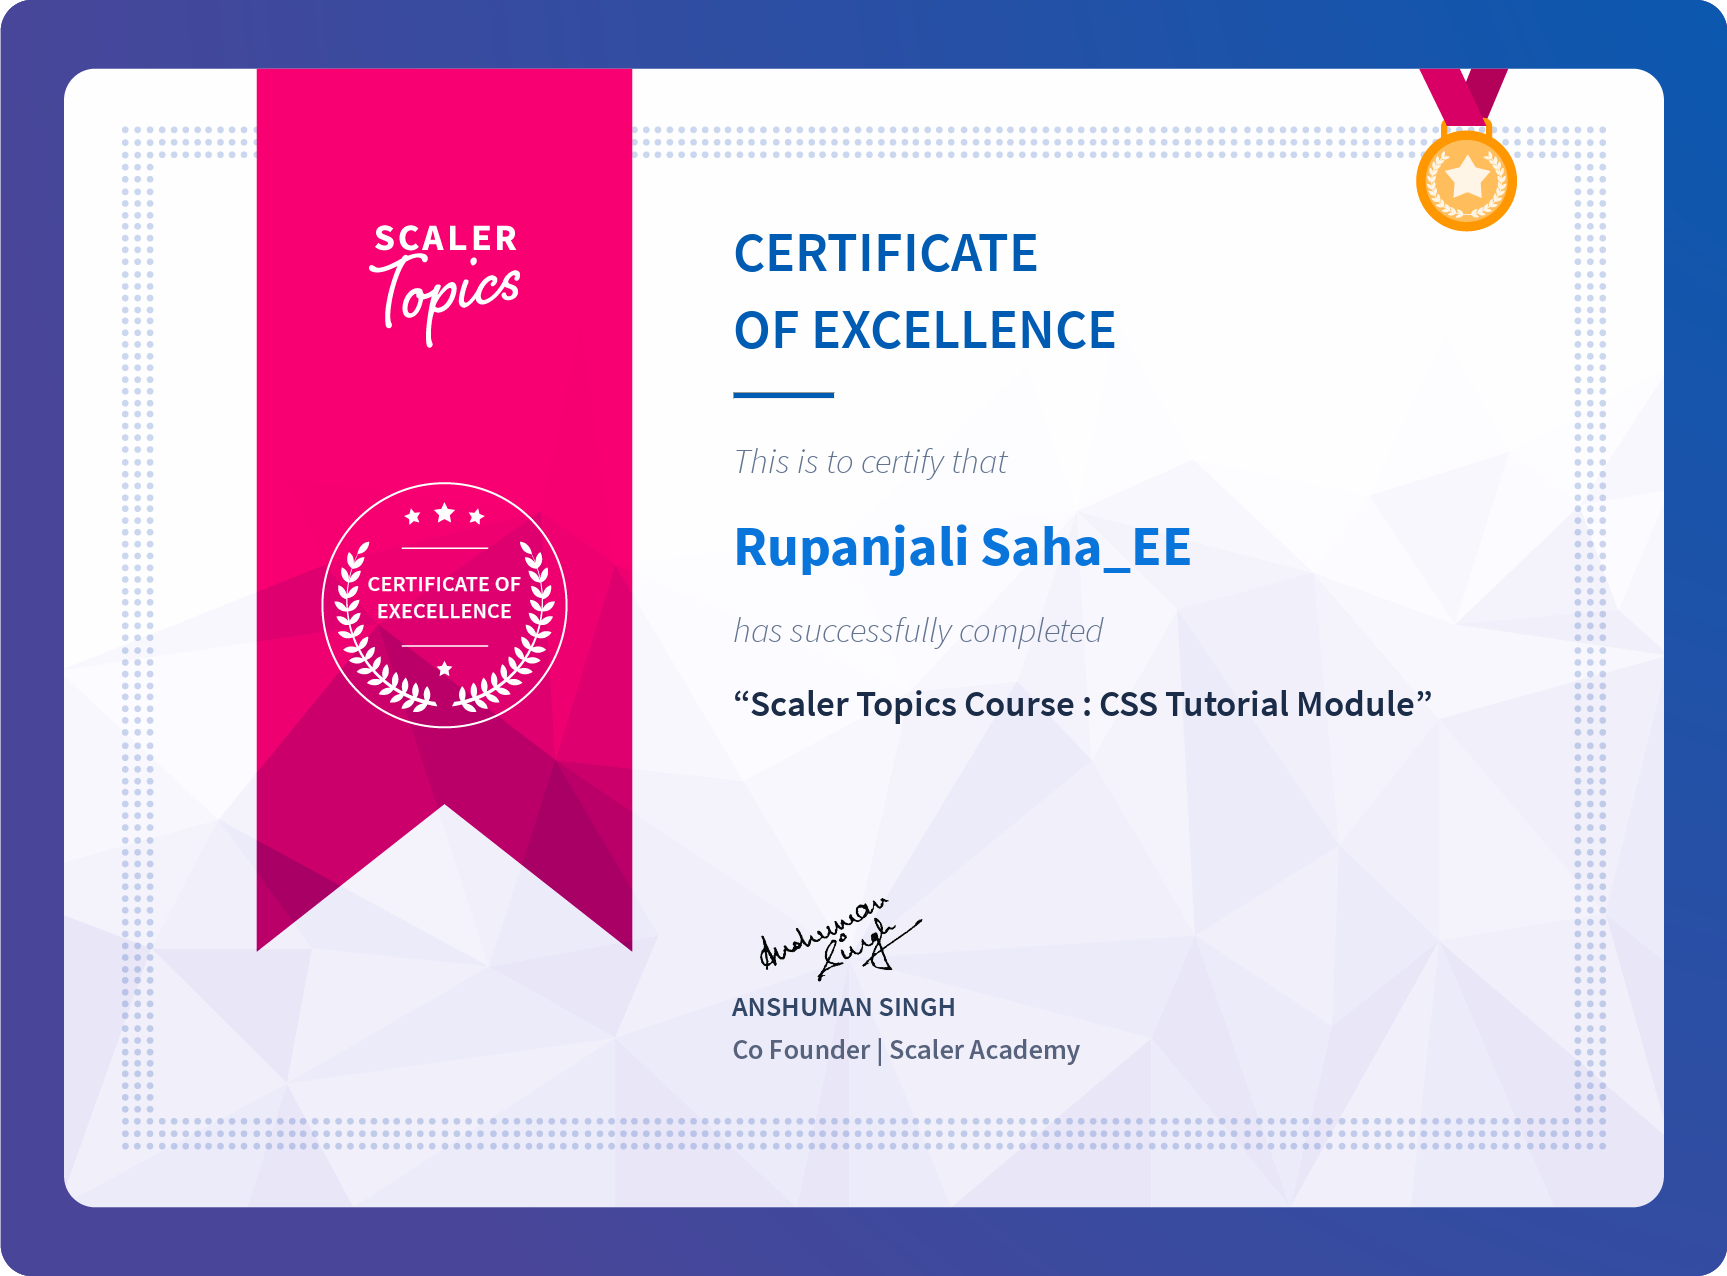 SCALER
Topics
CERTIFICATE OF
EXECELLENCE
CERTIFICATE
OF EXCELLENCE
This is to certify that
Rupanjali Saha_EE
has successfully completed
“Scaler Topics Course : CSS Tutorial Module”
Anshuman
Singh
ANSHUMAN SINGH
Co Founder | Scaler Academy